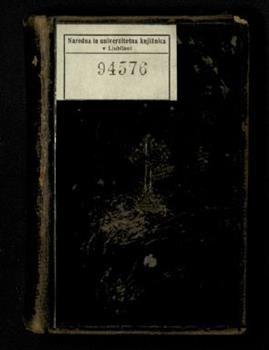 Narodna in univerzitetna knjižnica
v Ljubljani
94576